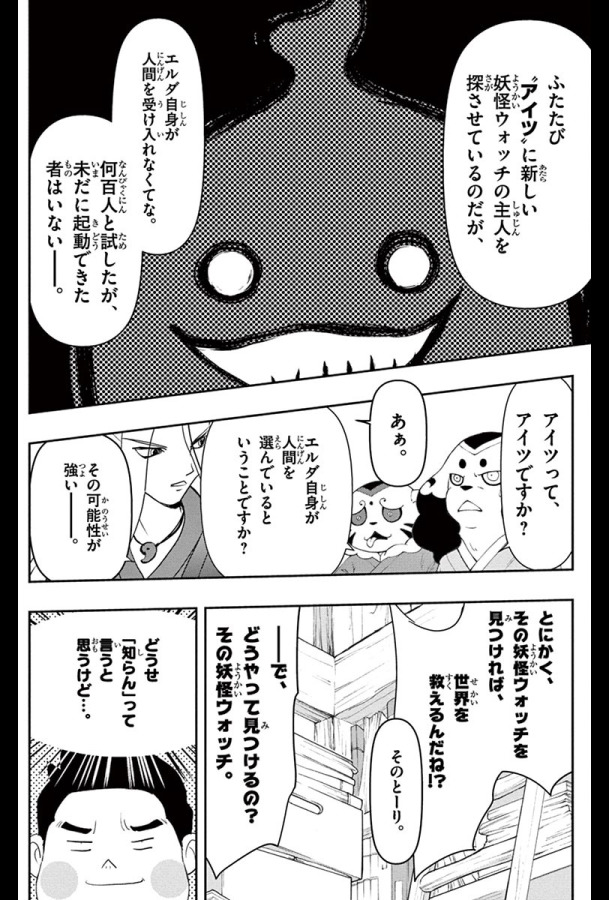 ふたたび
〝アイツ〟に新しい
妖怪ウォッチの主人を
探させているのだが、
エルダ自身が
人間を受け入れなくてな。
何百人と試したが、
未だに起動できた
者はいない――。
アイツって、
アイツですか？
あぁ。
エルダ自身が
人間を
選んでいると
いうことですか？
その可能性が
強い――。
とにかく、
その妖怪ウォッチを
見つければ、
世界を
救えるんだね!?
そのとーリ。
――で、
どうやって見つけるの？
その妖怪ウォッチ。
どうせ
「知らん」って
言うと
思うけど…。